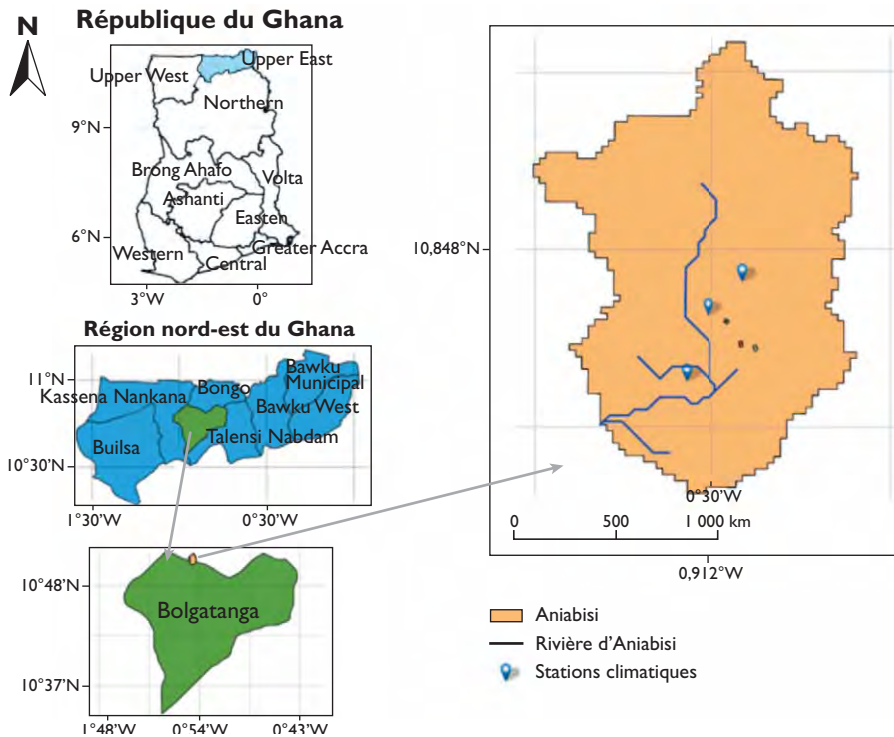 République du Ghana
N
Upper East
Upper West
Northern
9°N
Brong Ahafo
Volta
Ashanti
Easten
6°N
Greater Accra
Western
Central
3°W 0°
Région nord-est du Ghana
Bawku
Municipal
11°N
Bongo
Kassena Nankana
Bawku West
Talensi Nabdam
Builsa
10°30'N
1°30'W 0°30'W
10°48'N
Bolgatanga
10°37'N
1°48'W 0°54'W 0°43'W
10,848°N
0°30'W
0 500 1 000 km
0,912°W
Aniabisi
Rivière d'Aniabisi
Stations climatiques